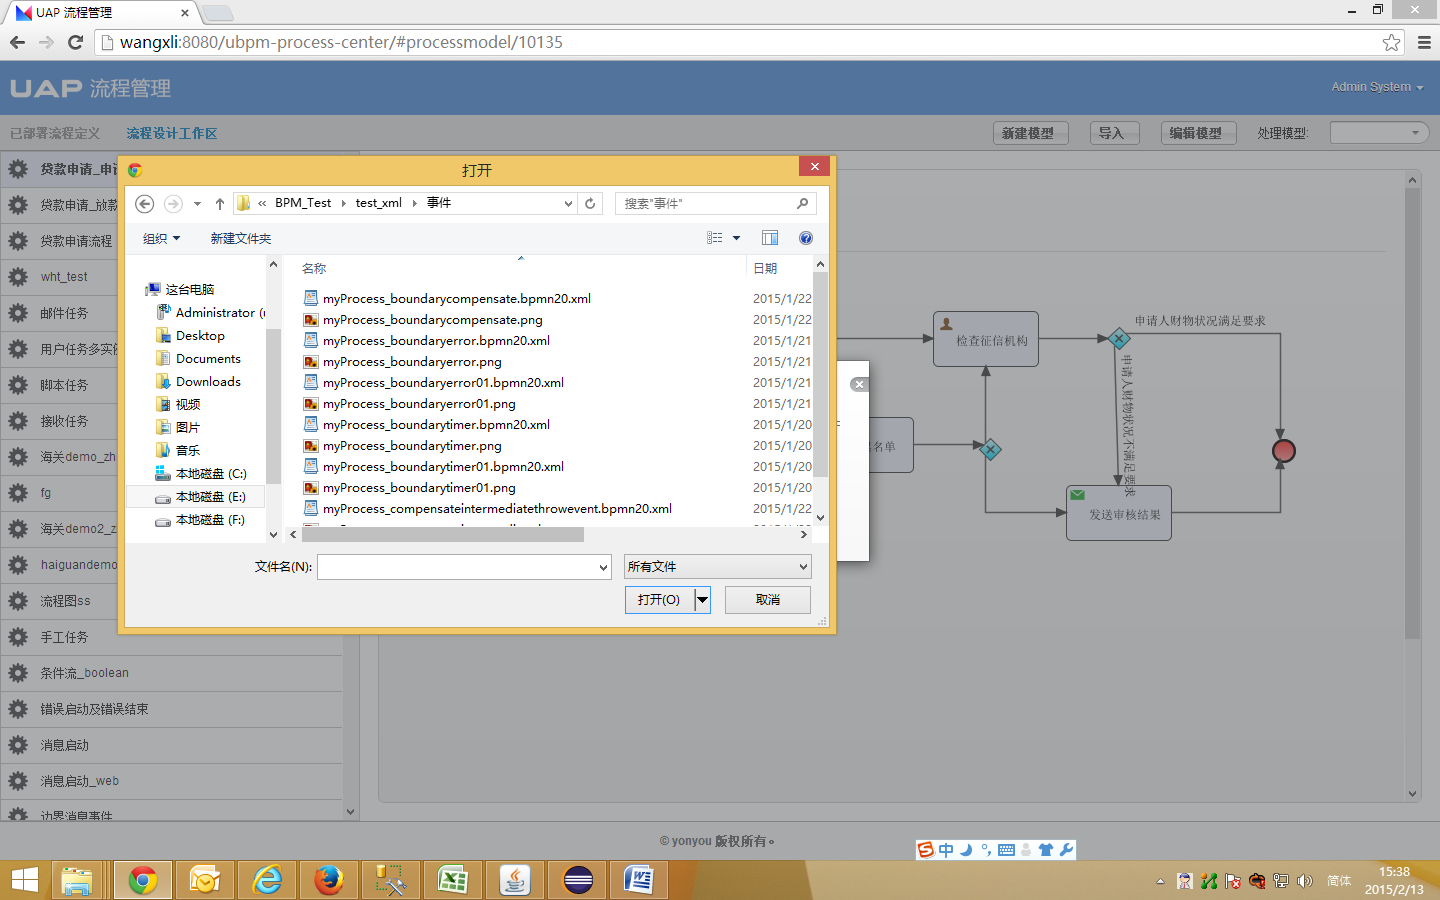 UAP 流程管理
wangxli:8080/ubpm-process-center/#processmodel/10135
UAP 流程管理
Admin System
已部署流程定义
流程设计工作区
新建模型
导入
编辑模型
处理模型:
贷款申请_申请
贷款申请_放款
贷款申请流程
wht_test
邮件任务
用户任务多实例
脚本任务
接收任务
海关demo_zh
fg
海关demo2_z
haiguandemo
流程图ss
手工任务
条件流_boolean
错误启动及错误结束
消息启动
消息启动_web
边界消息事件
打开
« BPM_Test
test_xml
事件
搜索"事件"
组织
新建文件夹
这台电脑
Administrator (
Desktop
Documents
Downloads
视频
图片
音乐
本地磁盘 (C:)
本地磁盘 (E:)
本地磁盘 (F:)
名称
日期
myProcess_boundarycompensate.bpmn20.xml 2015/1/22
myProcess_boundarycompensate.png 2015/1/22
myProcess_boundaryerror.bpmn20.xml 2015/1/21
myProcess_boundaryerror.png 2015/1/21
myProcess_boundaryerror01.bpmn20.xml 2015/1/21
myProcess_boundaryerror01.png 2015/1/21
myProcess_boundarytimer.bpmn20.xml 2015/1/20
myProcess_boundarytimer.png 2015/1/20
myProcess_boundarytimer01.bpmn20.xml 2015/1/20
myProcess_boundarytimer01.png 2015/1/20
myProcess_compensateintermediatethrowevent.bpmn20.xml 2015/1/22
文件名(N):
所有文件
打开(O)
取消
检查征信机构
申请人财物状况满足要求
申请人财物状况不满足要求
名单
发送审核结果
© yonyou 版权所有。
中
简体
15:38
2015/2/13